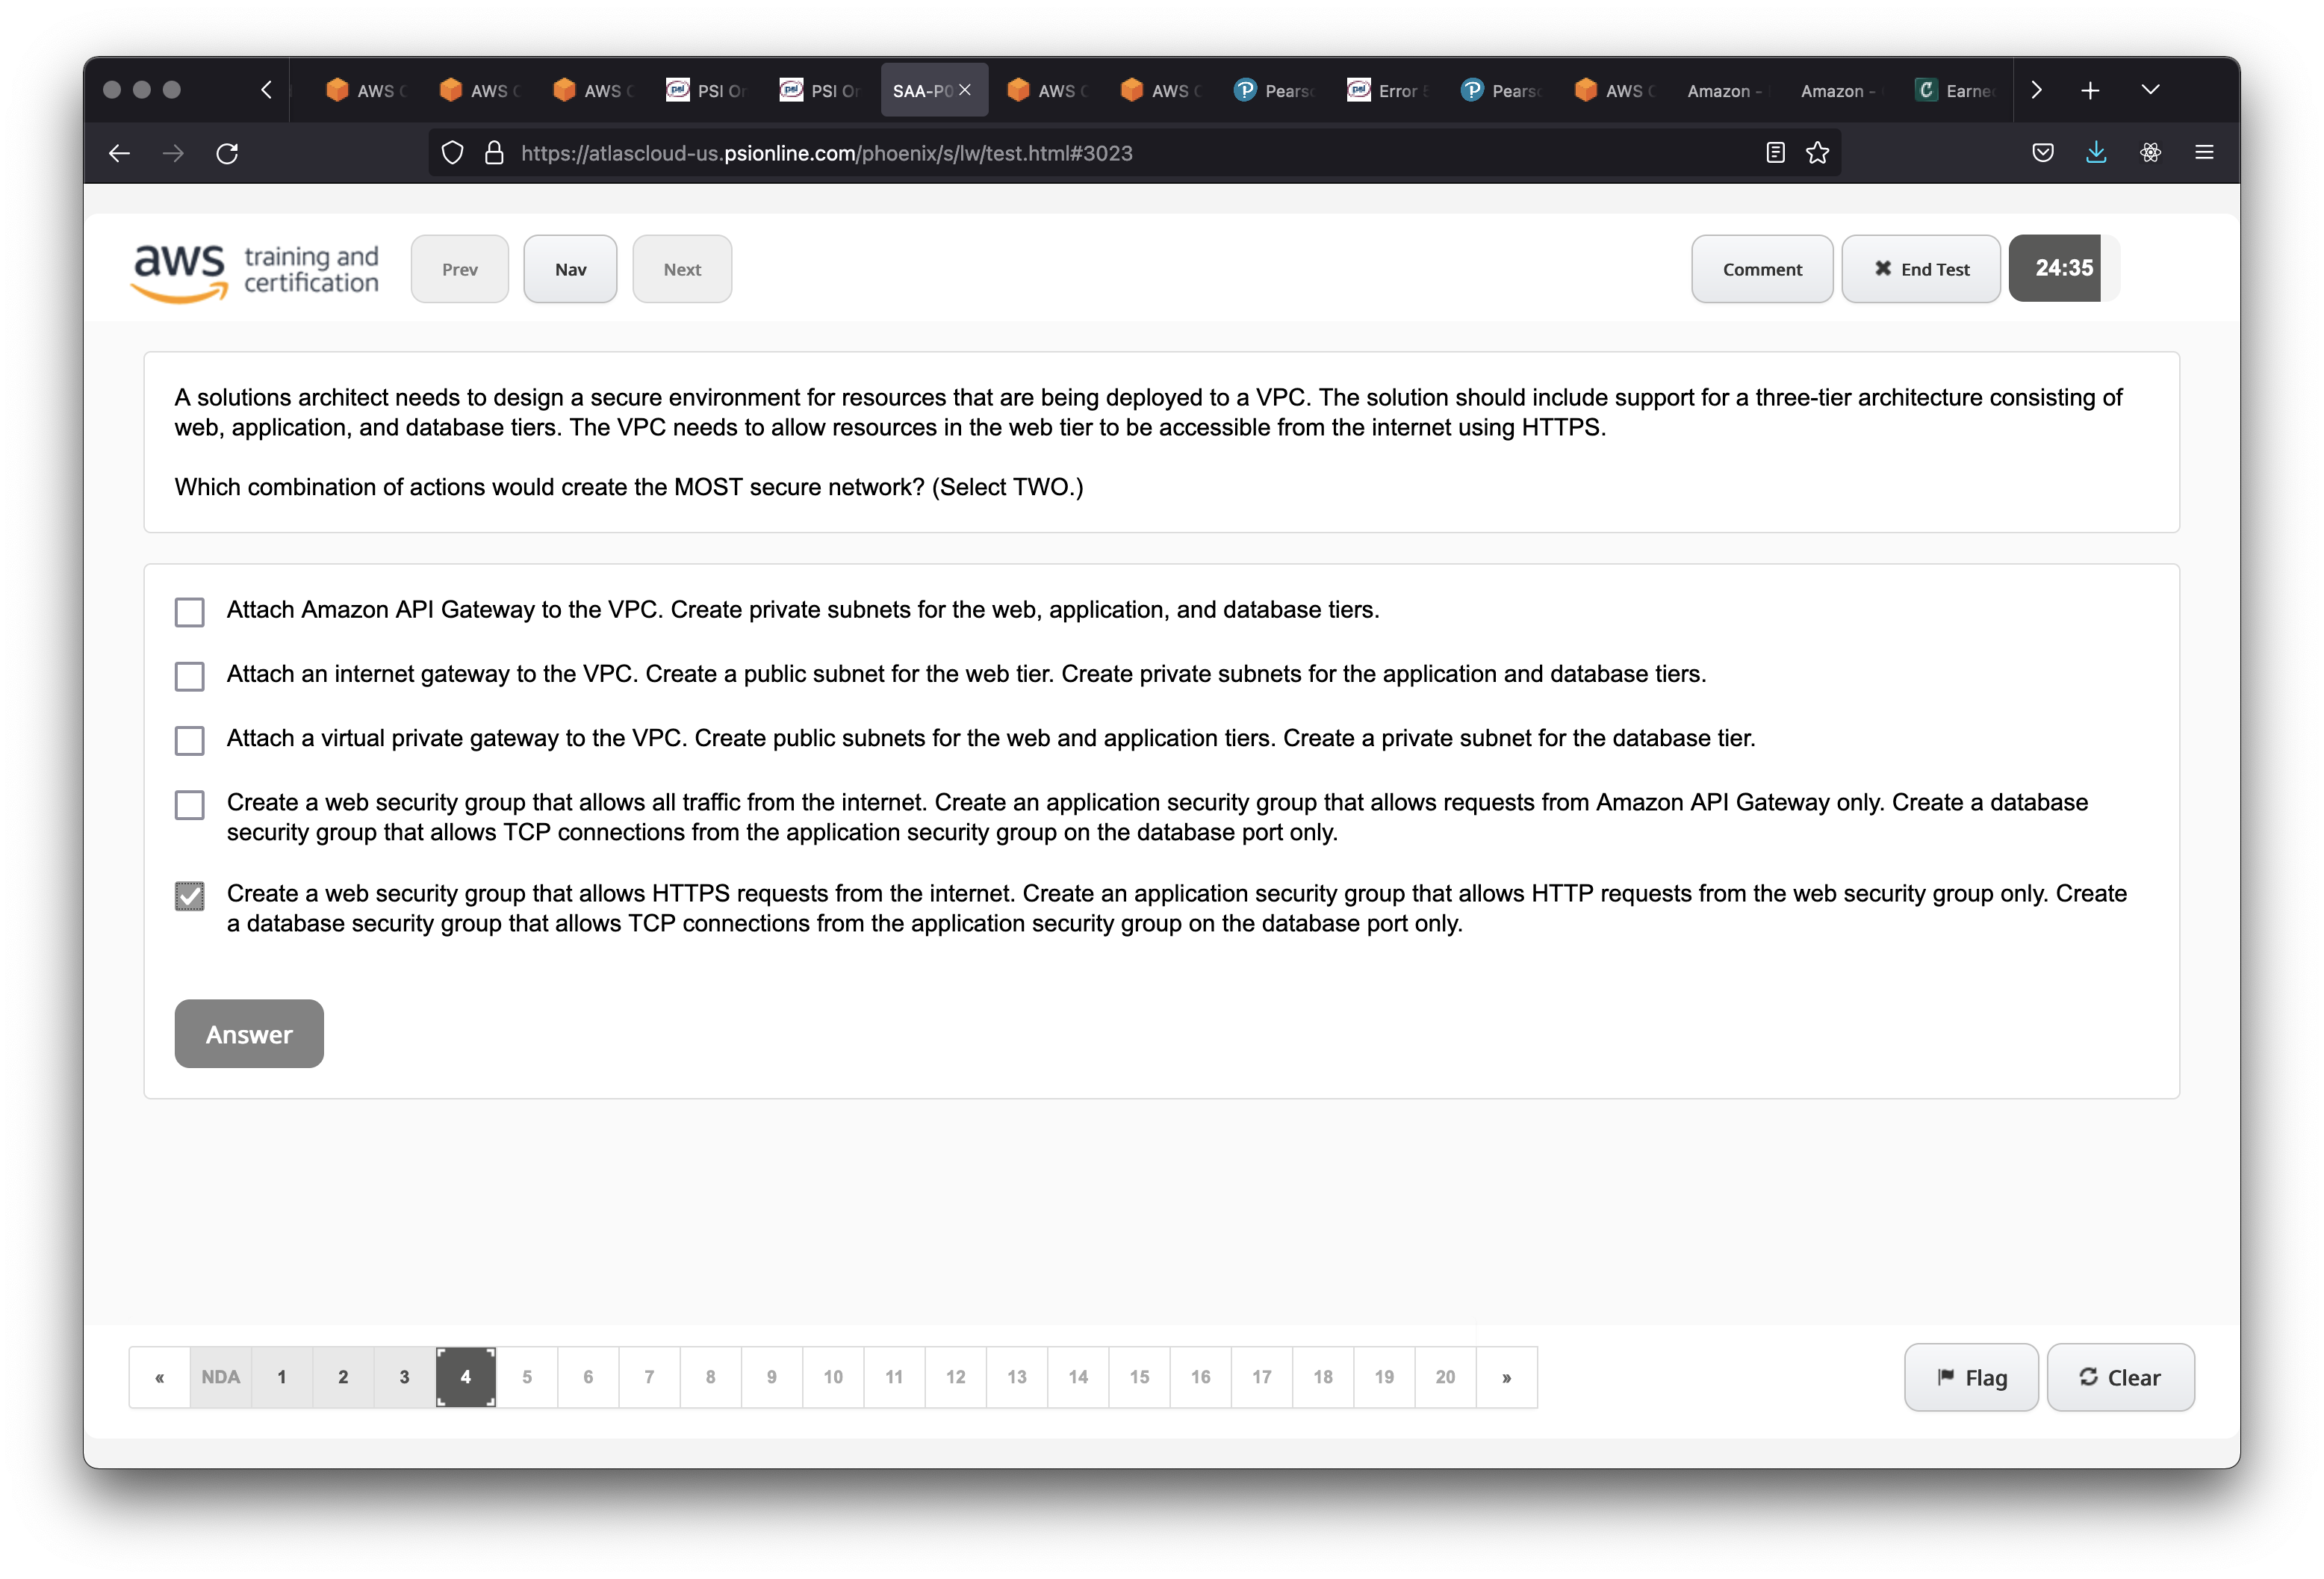 AWS
AWS
AWS
PSI
PSI
SAA-P
AWS
AWS
Pears
Error
Pears
AWS
Amazon -
Amazon -
Earne
https://atlascloud-us.psionline.com/phoenix/s/lw/test.html#3023
aws training and certification
Prev
Nav
Next
Comment
✖ End Test
24:35
A solutions architect needs to design a secure environment for resources that are being deployed to a VPC. The solution should include support for a three-tier architecture consisting of
web, application, and database tiers. The VPC needs to allow resources in the web tier to be accessible from the internet using HTTPS.
Which combination of actions would create the MOST secure network? (Select TWO.)
Attach Amazon API Gateway to the VPC. Create private subnets for the web, application, and database tiers.
Attach an internet gateway to the VPC. Create a public subnet for the web tier. Create private subnets for the application and database tiers.
Attach a virtual private gateway to the VPC. Create public subnets for the web and application tiers. Create a private subnet for the database tier.
Create a web security group that allows all traffic from the internet. Create an application security group that allows requests from Amazon API Gateway only. Create a database
security group that allows TCP connections from the application security group on the database port only.
Create a web security group that allows HTTPS requests from the internet. Create an application security group that allows HTTP requests from the web security group only. Create
a database security group that allows TCP connections from the application security group on the database port only.
Answer
« NDA 1 2 3 4 5 6 7 8 9 10 11 12 13 14 15 16 17 18 19 20 »
Flag
Clear